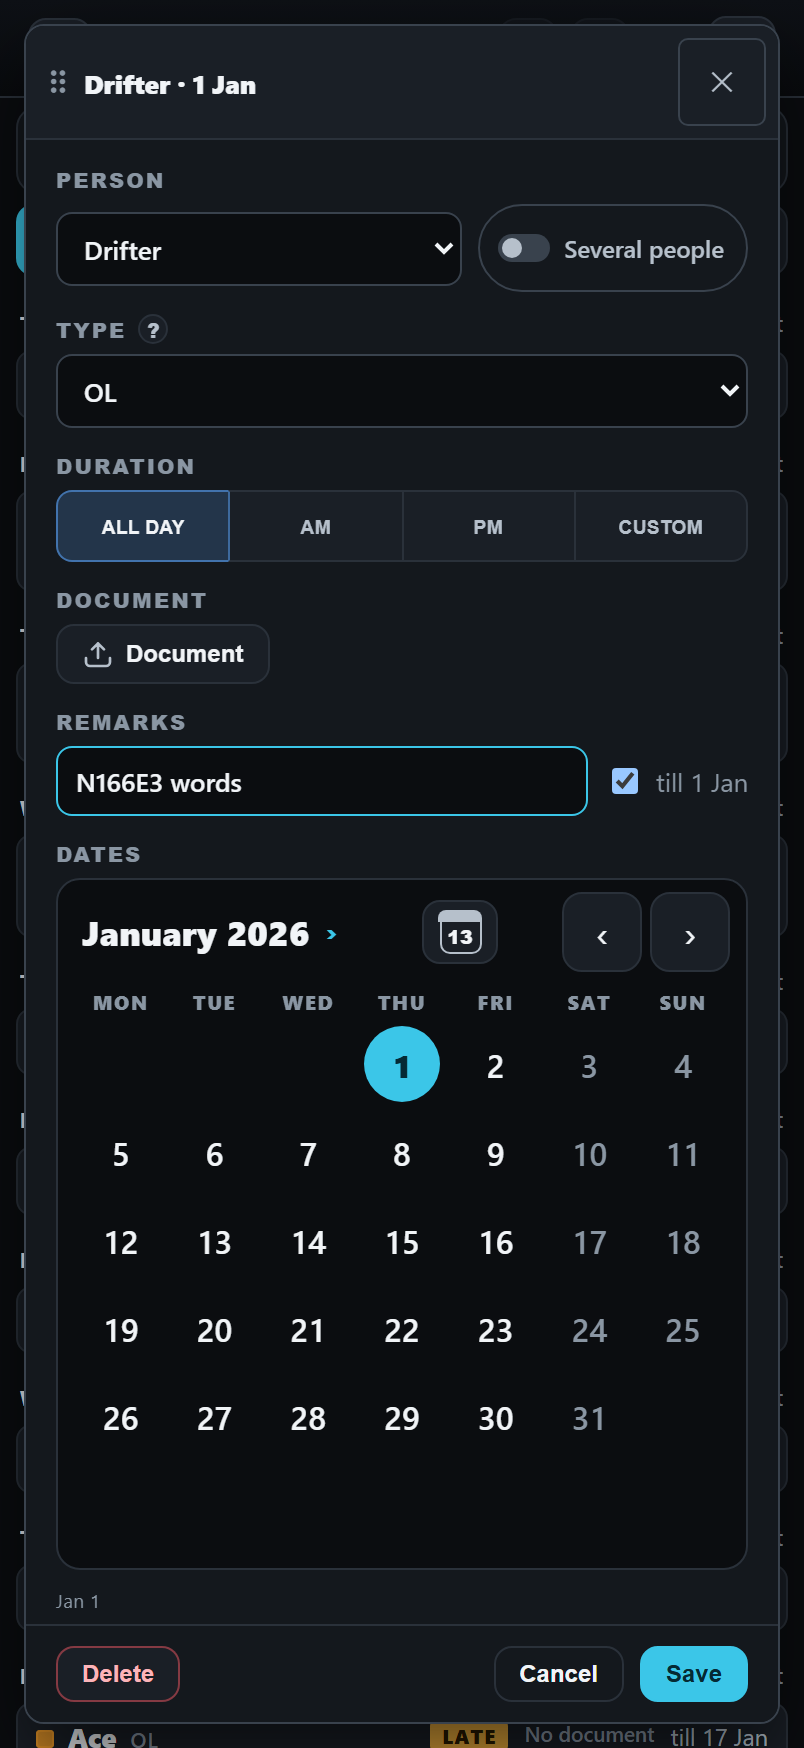 Drifter · 1 Jan
PERSON
Drifter
Several people
TYPE ?
OL
DURATION
ALL DAY AM PM CUSTOM
DOCUMENT
Document
REMARKS
N166E3 words
till 1 Jan
DATES
January 2026 ›
13
‹ ›
MON TUE WED THU FRI SAT SUN
1 2 3 4
5 6 7 8 9 10 11
12 13 14 15 16 17 18
19 20 21 22 23 24 25
26 27 28 29 30 31
Jan 1
Delete Cancel Save
Ace OL LATE No document till 17 Jan